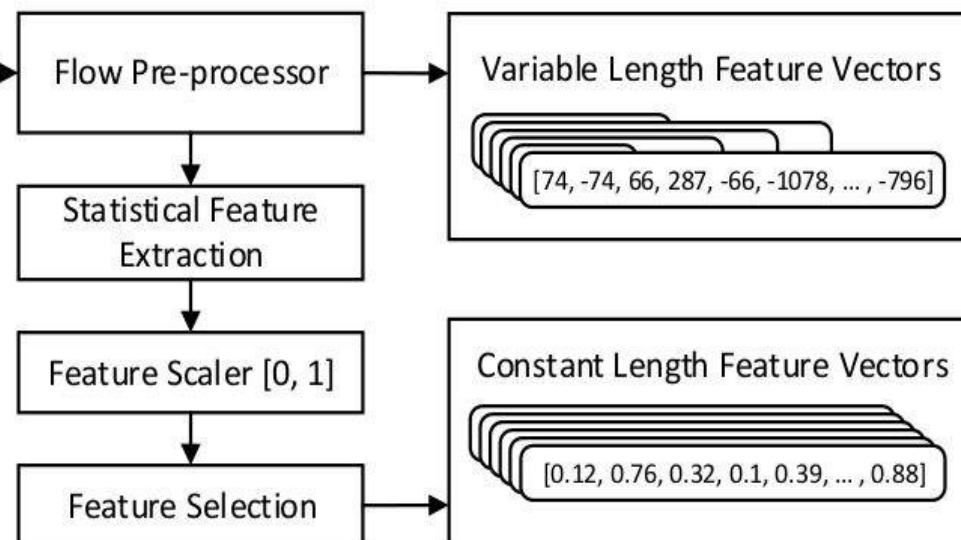 Flow Pre-processor
Variable Length Feature Vectors
[74, -74, 66, 287, -66, -1078, ... , -796]
Statistical Feature
Extraction
Feature Scaler [0, 1]
Constant Length Feature Vectors
[0.12, 0.76, 0.32, 0.1, 0.39, ... , 0.88]
Feature Selection